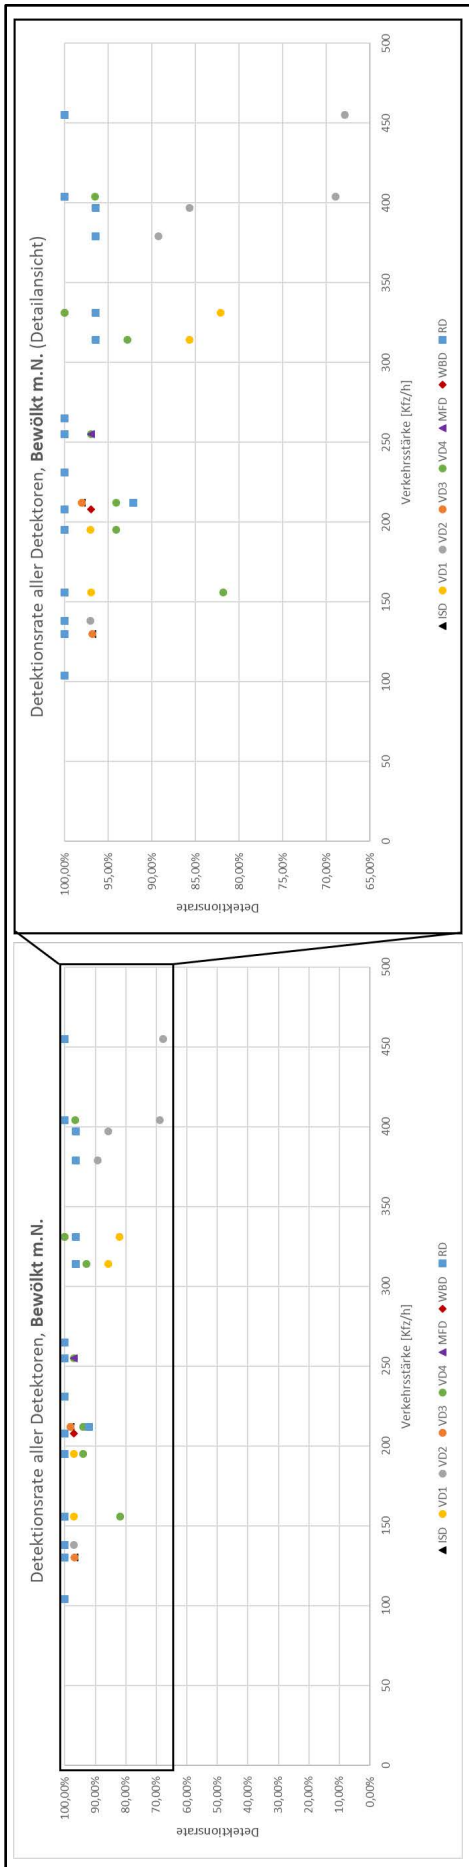 Detektionsrate aller Detektoren, Bewölkt m.N.
Detektionsrate
100,00%
90,00%
80,00%
70,00%
60,00%
50,00%
40,00%
30,00%
20,00%
10,00%
0,00%
0 50 100 150 200 250 300 350 400 450 500
Verkehrsstärke [Kfz/h]
ISD VD1 VD2 VD3 VD4 MFD WBD RD
Detektionsrate aller Detektoren, Bewölkt m.N. (Detailansicht)
Detektionsrate
100,00%
95,00%
90,00%
85,00%
80,00%
75,00%
70,00%
65,00%
0 50 100 150 200 250 300 350 400 450 500
Verkehrsstärke [Kfz/h]
ISD VD1 VD2 VD3 VD4 MFD WBD RD